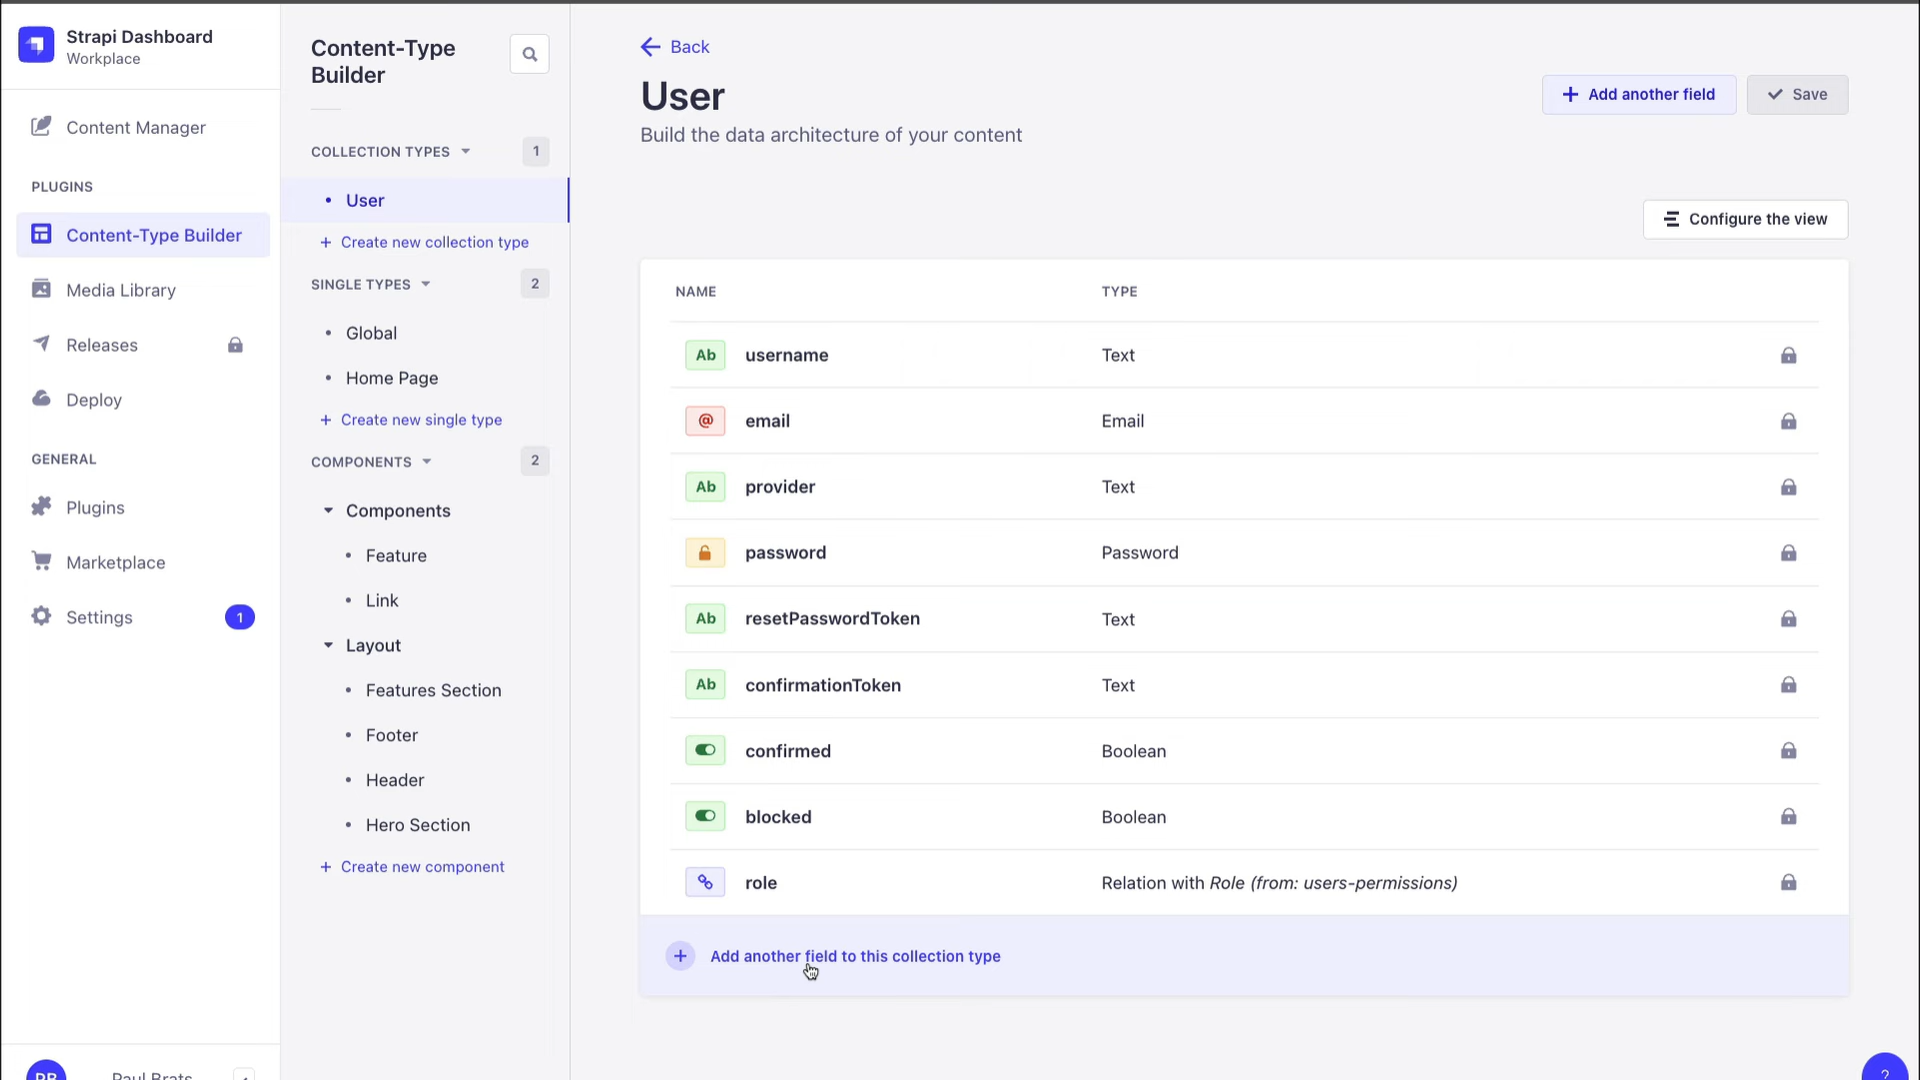 Strapi Dashboard
Workplace
Content Manager
PLUGINS
Content-Type Builder
Media Library
Releases
Deploy
GENERAL
Plugins
Marketplace
Settings
1
Content-Type
Builder
COLLECTION TYPES
1
User
+ Create new collection type
SINGLE TYPES
2
Global
Home Page
+ Create new single type
COMPONENTS
2
Components
Feature
Link
Layout
Features Section
Footer
Header
Hero Section
+ Create new component
Back
User
Build the data architecture of your content
+ Add another field
Save
Configure the view
NAME TYPE
Ab username Text
@ email Email
Ab provider Text
password Password
Ab resetPasswordToken Text
Ab confirmationToken Text
confirmed Boolean
blocked Boolean
role Relation with Role (from: users-permissions)
+ Add another field to this collection type
PB Paul Brats
?